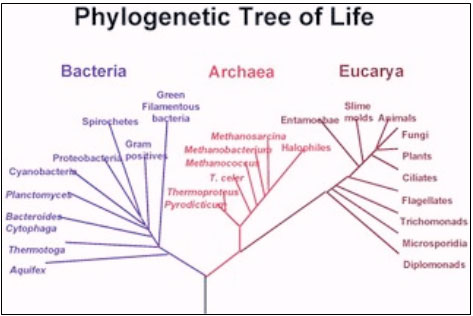 Phylogenetic Tree of Life
Bacteria
Archaea
Eucarya
Green
Filamentous
bacteria
Spirochetes
Gram
positives
Proteobacteria
Cyanobacteria
Planctomyces
Bacteroides
Cytophaga
Thermotoga
Aquifex
Methanosarcina
Methanobacterium
Halophiles
Methanococcus
T. celer
Thermoproteus
Pyrodicticum
Entamoebae
Slime
molds
Animals
Fungi
Plants
Ciliates
Flagellates
Trichomonads
Microsporidia
Diplomonads